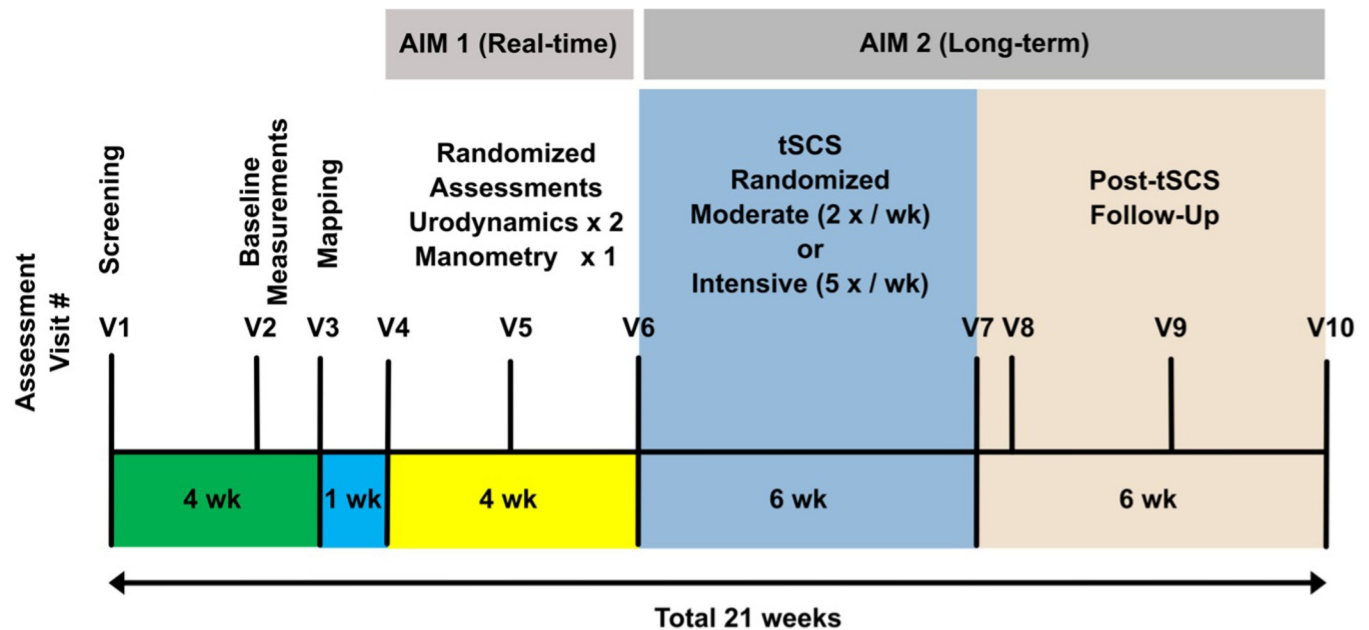 AIM 1 (Real-time)
AIM 2 (Long-term)
Assessment
Visit #
Screening
Baseline
Measurements
Mapping
Randomized
Assessments
Urodynamics x 2
Manometry x 1
tSCS
Randomized
Moderate (2 x / wk)
or
Intensive (5 x / wk)
Post-tSCS
Follow-Up
V1
V2
V3
V4
V5
V6
V7
V8
V9
V10
4 wk
1 wk
4 wk
6 wk
6 wk
Total 21 weeks